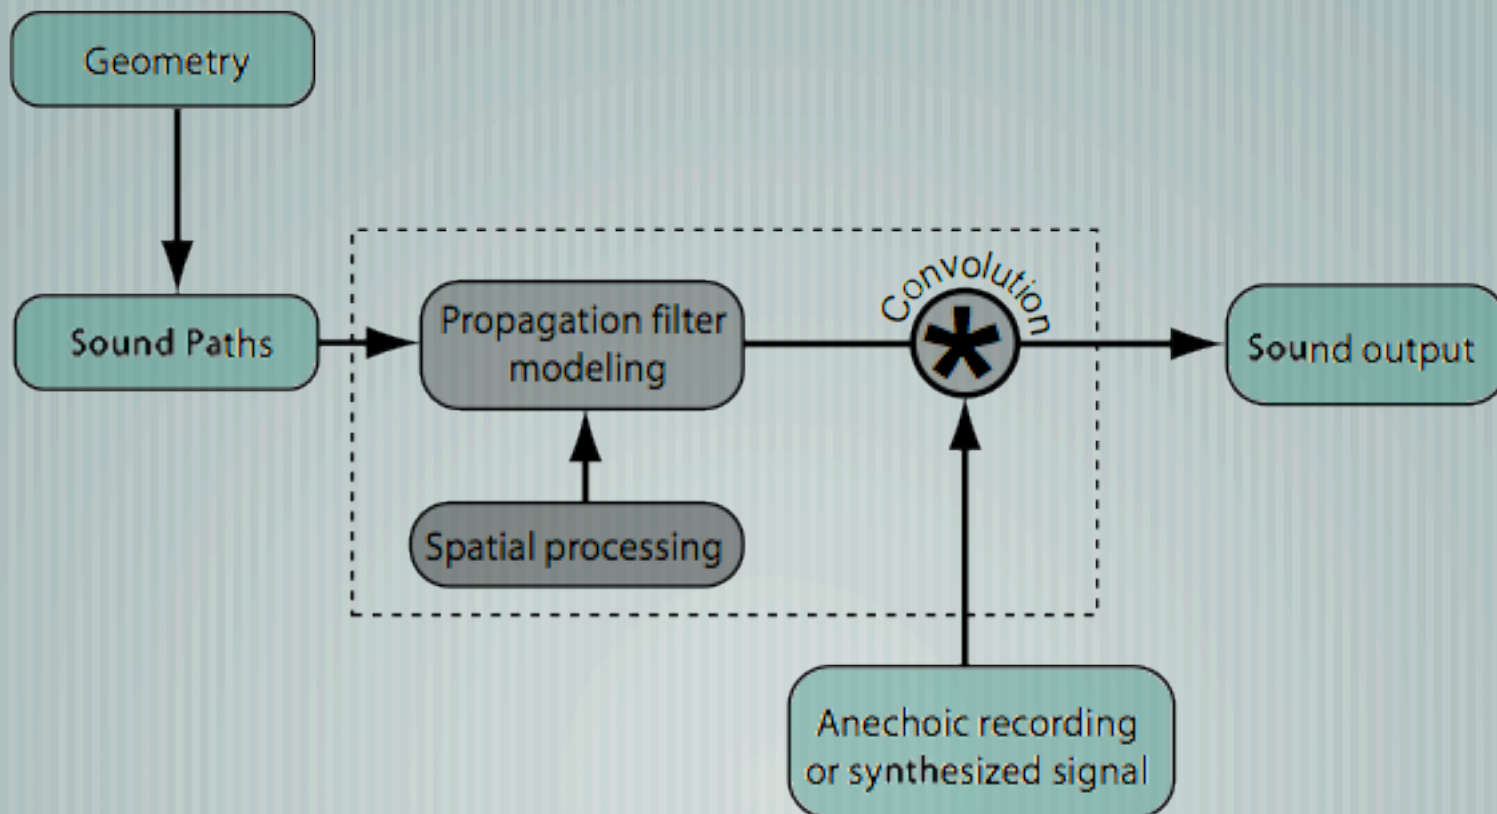 Geometry
Convolution
Propagation filter
modeling
Sound Paths
Sound output
Spatial processing
Anechoic recording
or synthesized signal